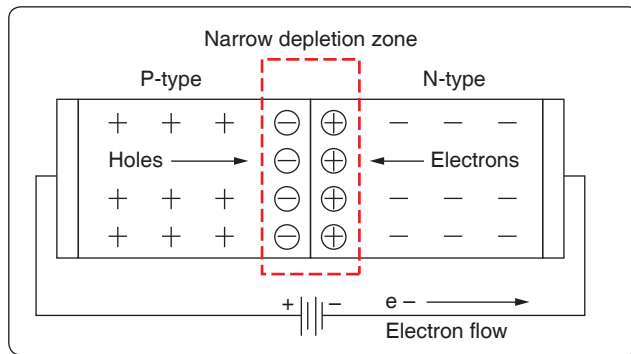 Narrow depletion zone
P-type N-type
+ + + ⊖ ⊕ − − −
Holes ⊖ ⊕ Electrons
+ + + ⊖ ⊕ − − −
+ + + ⊖ ⊕ − − −
+ − e −
Electron flow